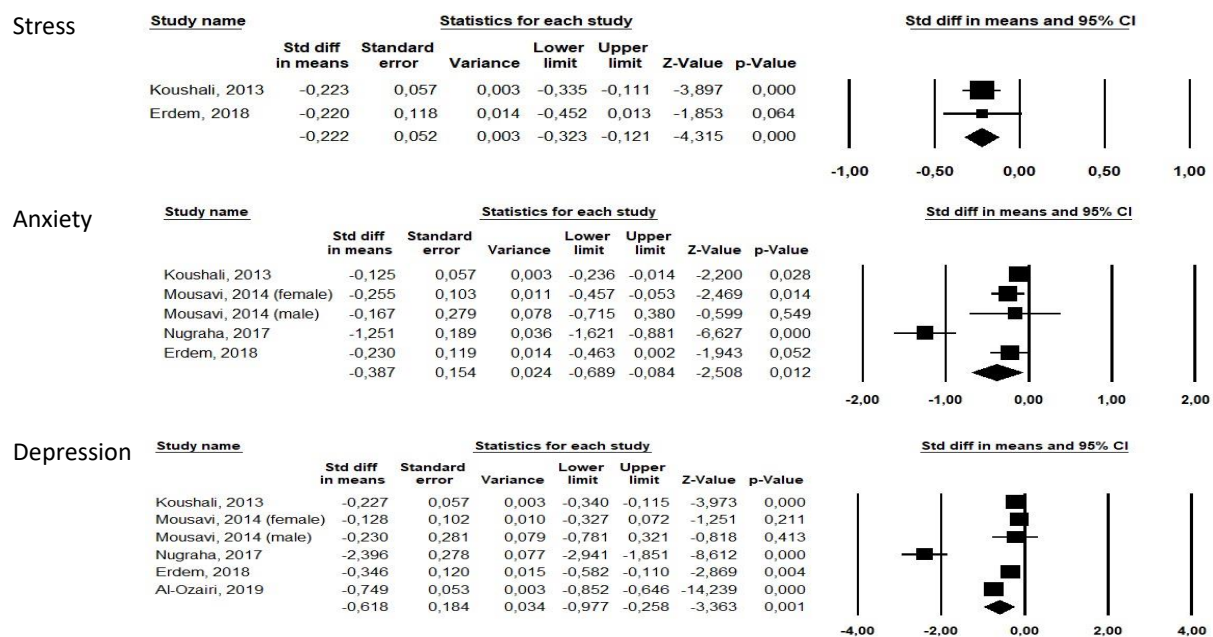 Stress
Study name Statistics for each study Std diff in means and 95% CI
Std diff Standard Lower Upper
in means error Variance limit limit Z-Value p-Value
Koushali, 2013 -0,223 0,057 0,003 -0,335 -0,111 -3,897 0,000
Erdem, 2018 -0,220 0,118 0,014 -0,452 0,013 -1,853 0,064
-0,222 0,052 0,003 -0,323 -0,121 -4,315 0,000
-1,00 -0,50 0,00 0,50 1,00
Anxiety
Study name Statistics for each study Std diff in means and 95% CI
Std diff Standard Lower Upper
in means error Variance limit limit Z-Value p-Value
Koushali, 2013 -0,125 0,057 0,003 -0,236 -0,014 -2,200 0,028
Mousavi, 2014 (female) -0,255 0,103 0,011 -0,457 -0,053 -2,469 0,014
Mousavi, 2014 (male) -0,167 0,279 0,078 -0,715 0,380 -0,599 0,549
Nugraha, 2017 -1,251 0,189 0,036 -1,621 -0,881 -6,627 0,000
Erdem, 2018 -0,230 0,119 0,014 -0,463 0,002 -1,943 0,052
-0,387 0,154 0,024 -0,689 -0,084 -2,508 0,012
-2,00 -1,00 0,00 1,00 2,00
Depression
Study name Statistics for each study Std diff in means and 95% CI
Std diff Standard Lower Upper
in means error Variance limit limit Z-Value p-Value
Koushali, 2013 -0,227 0,057 0,003 -0,340 -0,115 -3,973 0,000
Mousavi, 2014 (female) -0,128 0,102 0,010 -0,327 0,072 -1,251 0,211
Mousavi, 2014 (male) -0,230 0,281 0,079 -0,781 0,321 -0,818 0,413
Nugraha, 2017 -2,396 0,278 0,077 -2,941 -1,851 -8,612 0,000
Erdem, 2018 -0,346 0,120 0,015 -0,582 -0,110 -2,869 0,004
Al-Ozairi, 2019 -0,749 0,053 0,003 -0,852 -0,646 -14,239 0,000
-0,618 0,184 0,034 -0,977 -0,258 -3,363 0,001
-4,00 -2,00 0,00 2,00 4,00